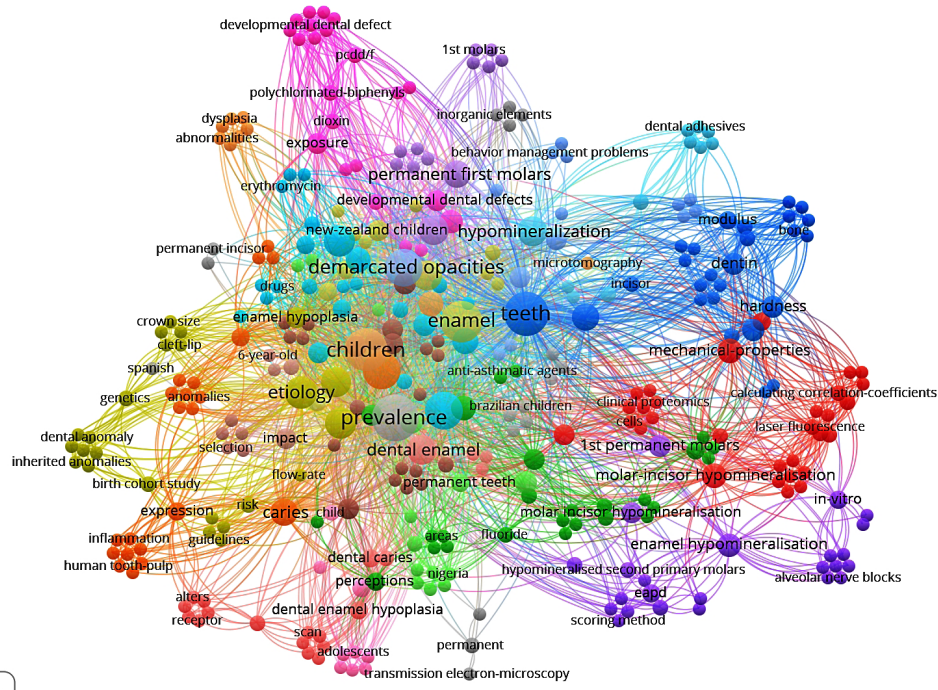 developmental dental defect
1st molars
pcdd/f
polychlorinated-biphenyls
inorganic elements
dysplasia
dioxin
dental adhesives
abnormalities
exposure
behavior management problems
permanent first molars
erythromycin
developmental dental defects
modulus
new-zealand children
hypomineralization
bone
permanent incisor
demarcated opacities
microtomography
dentin
drugs
incisor
hardness
enamel hypoplasia
enamel
teeth
crown size
cleft-lip
children
6-year-old
mechanical-properties
spanish
anti-asthmatic agents
genetics
anomalies
etiology
calculating correlation-coefficients
clinical proteomics
brazilian children
prevalence
cells
laser fluorescence
dental anomaly
selection
impact
dental enamel
1st permanent molars
inherited anomalies
flow-rate
molar-incisor hypomineralisation
birth cohort study
permanent teeth
in-vitro
expression
risk
caries
child
molar incisor hypomineralisation
inflammation
guidelines
areas
fluoride
enamel hypomineralisation
human tooth-pulp
dental caries
perceptions
nigeria
hypomineralised second primary molars
alveolar nerve blocks
alters
dental enamel hypoplasia
eapd
receptor
scoring method
scan
adolescents
permanent
transmission electron-microscopy